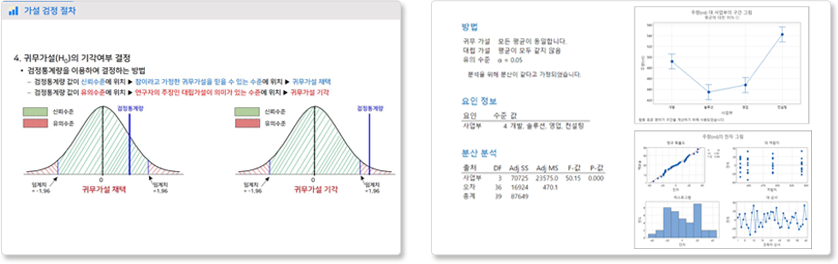 가설 검정 절차
4. 귀무가설(H0)의 기각여부 결정
• 검정통계량을 이용하여 결정하는 방법
– 검정통계량 값이 신뢰수준에 위치 ▶ 참이라고 가정한 귀무가설을 믿을 수 있는 수준에 위치 ▶ 귀무가설 채택
– 검정통계량 값이 유의수준에 위치 ▶ 연구자의 주장인 대립가설이 의미가 있는 수준에 위치 ▶ 귀무가설 기각
신뢰수준
유의수준
검정통계량
0
임계치
= -1.96
귀무가설 채택
임계치
=1.96
신뢰수준
유의수준
검정통계량
0
임계치
= -1.96
귀무가설 기각
임계치
=1.96
방법
귀무 가설 모든 평균이 동일합니다.
대립 가설 평균이 모두 같지 않음
유의 수준 α = 0.05
분석을 위해 분산이 같다고 가정되었습니다.
요인 정보
요인 수준 값
사업부 4 개발, 솔루션, 영업, 컨설팅
분산 분석
출처 DF Adj SS Adj MS F-값 P-값
사업부 3 70725 23575.0 50.15 0.000
오차 36 16924 470.1
총계 39 87649
사업부
히스토그램